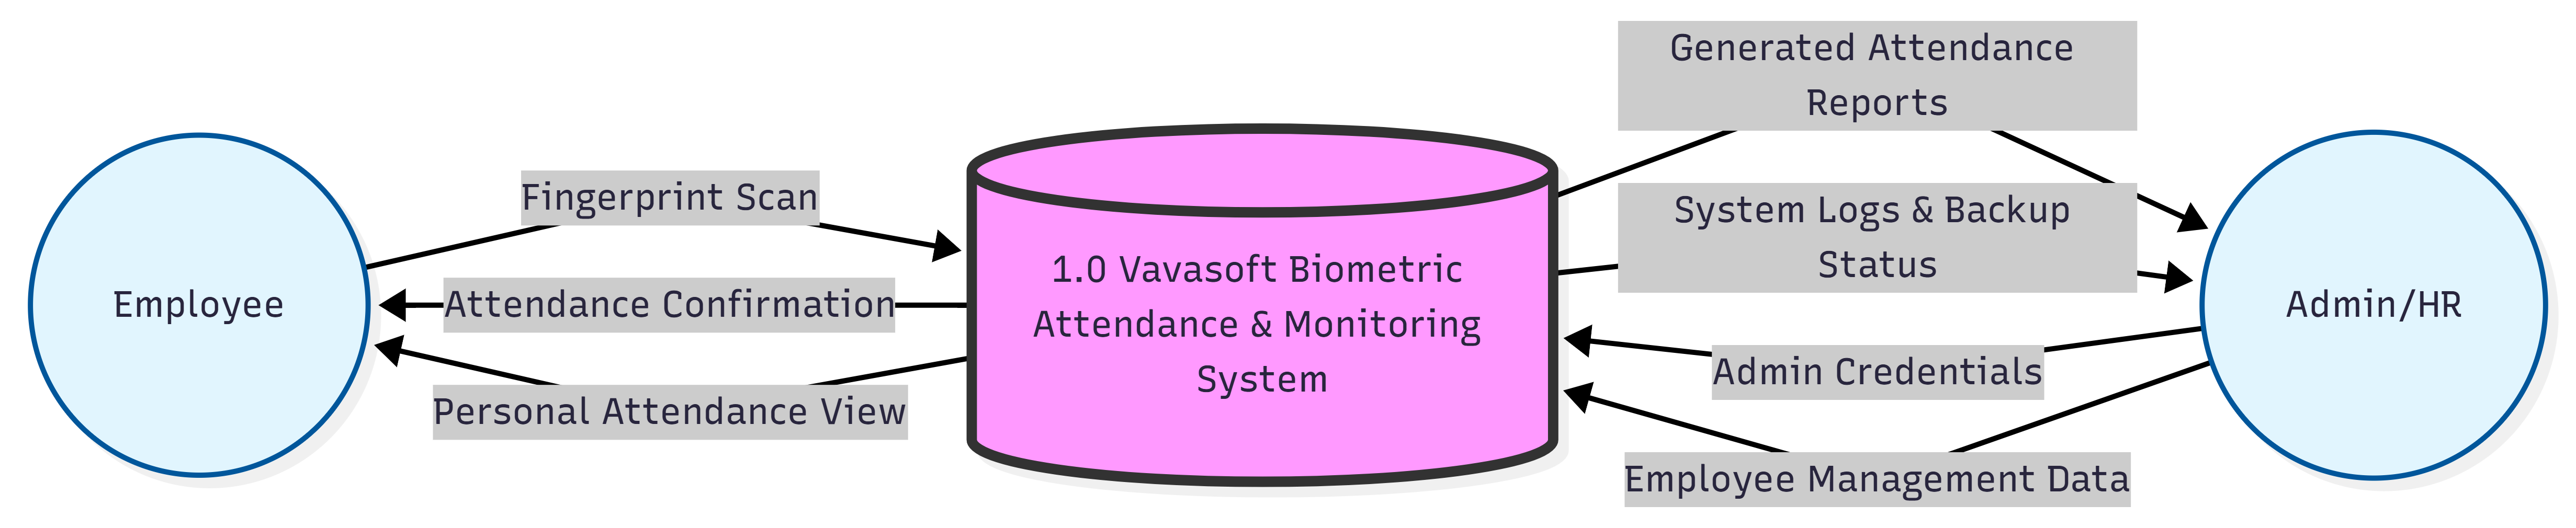 Employee
Fingerprint Scan
Attendance Confirmation
Personal Attendance View
1.0 Vavasoft Biometric
Attendance & Monitoring
System
Generated Attendance
Reports
System Logs & Backup
Status
Admin Credentials
Employee Management Data
Admin/HR